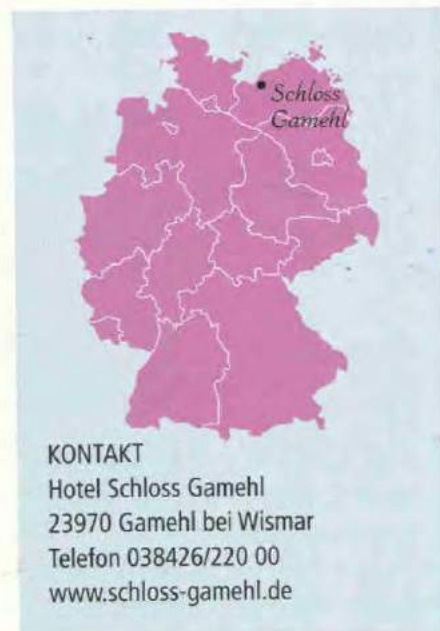 Schloss
Gamehl
KONTAKT
Hotel Schloss Gamehl
23970 Gamehl bei Wismar
Telefon 038426/220 00
www.schloss-gamehl.de